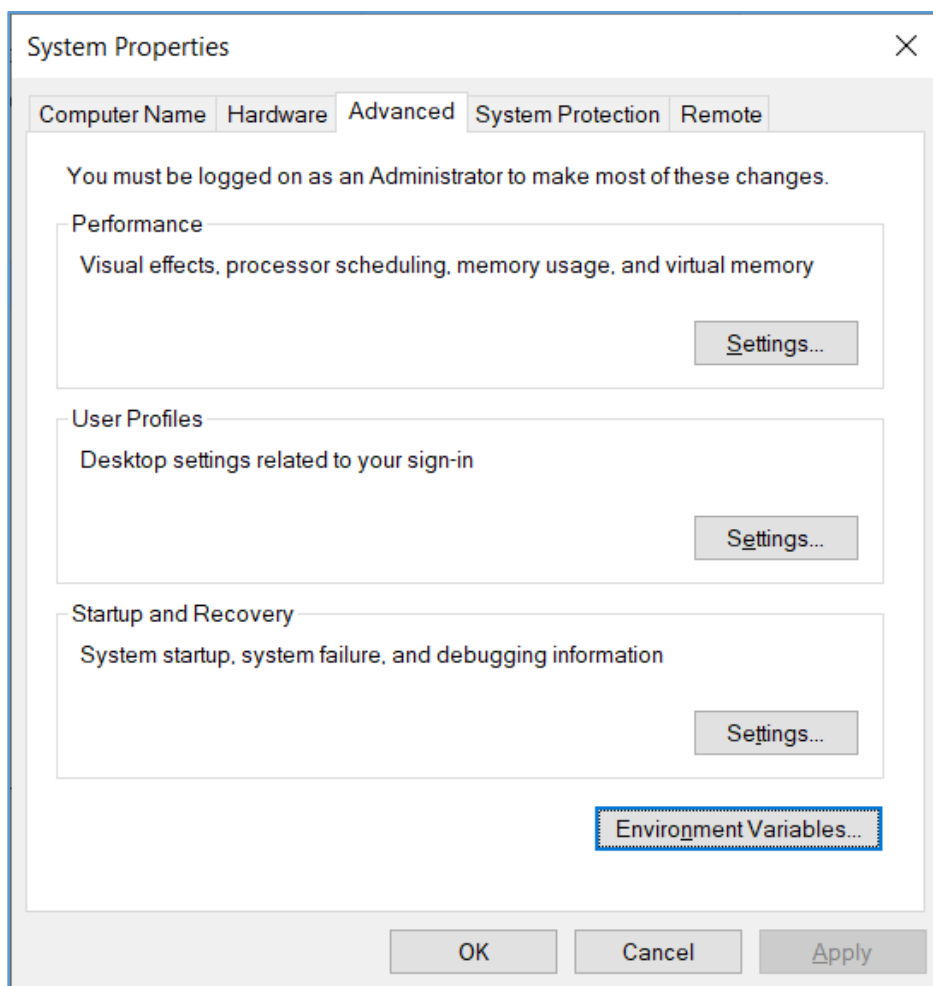 System Properties
Computer Name Hardware Advanced System Protection Remote
You must be logged on as an Administrator to make most of these changes.
Performance
Visual effects, processor scheduling, memory usage, and virtual memory
Settings...
User Profiles
Desktop settings related to your sign-in
Settings...
Startup and Recovery
System startup, system failure, and debugging information
Settings...
Environment Variables...
OK Cancel Apply